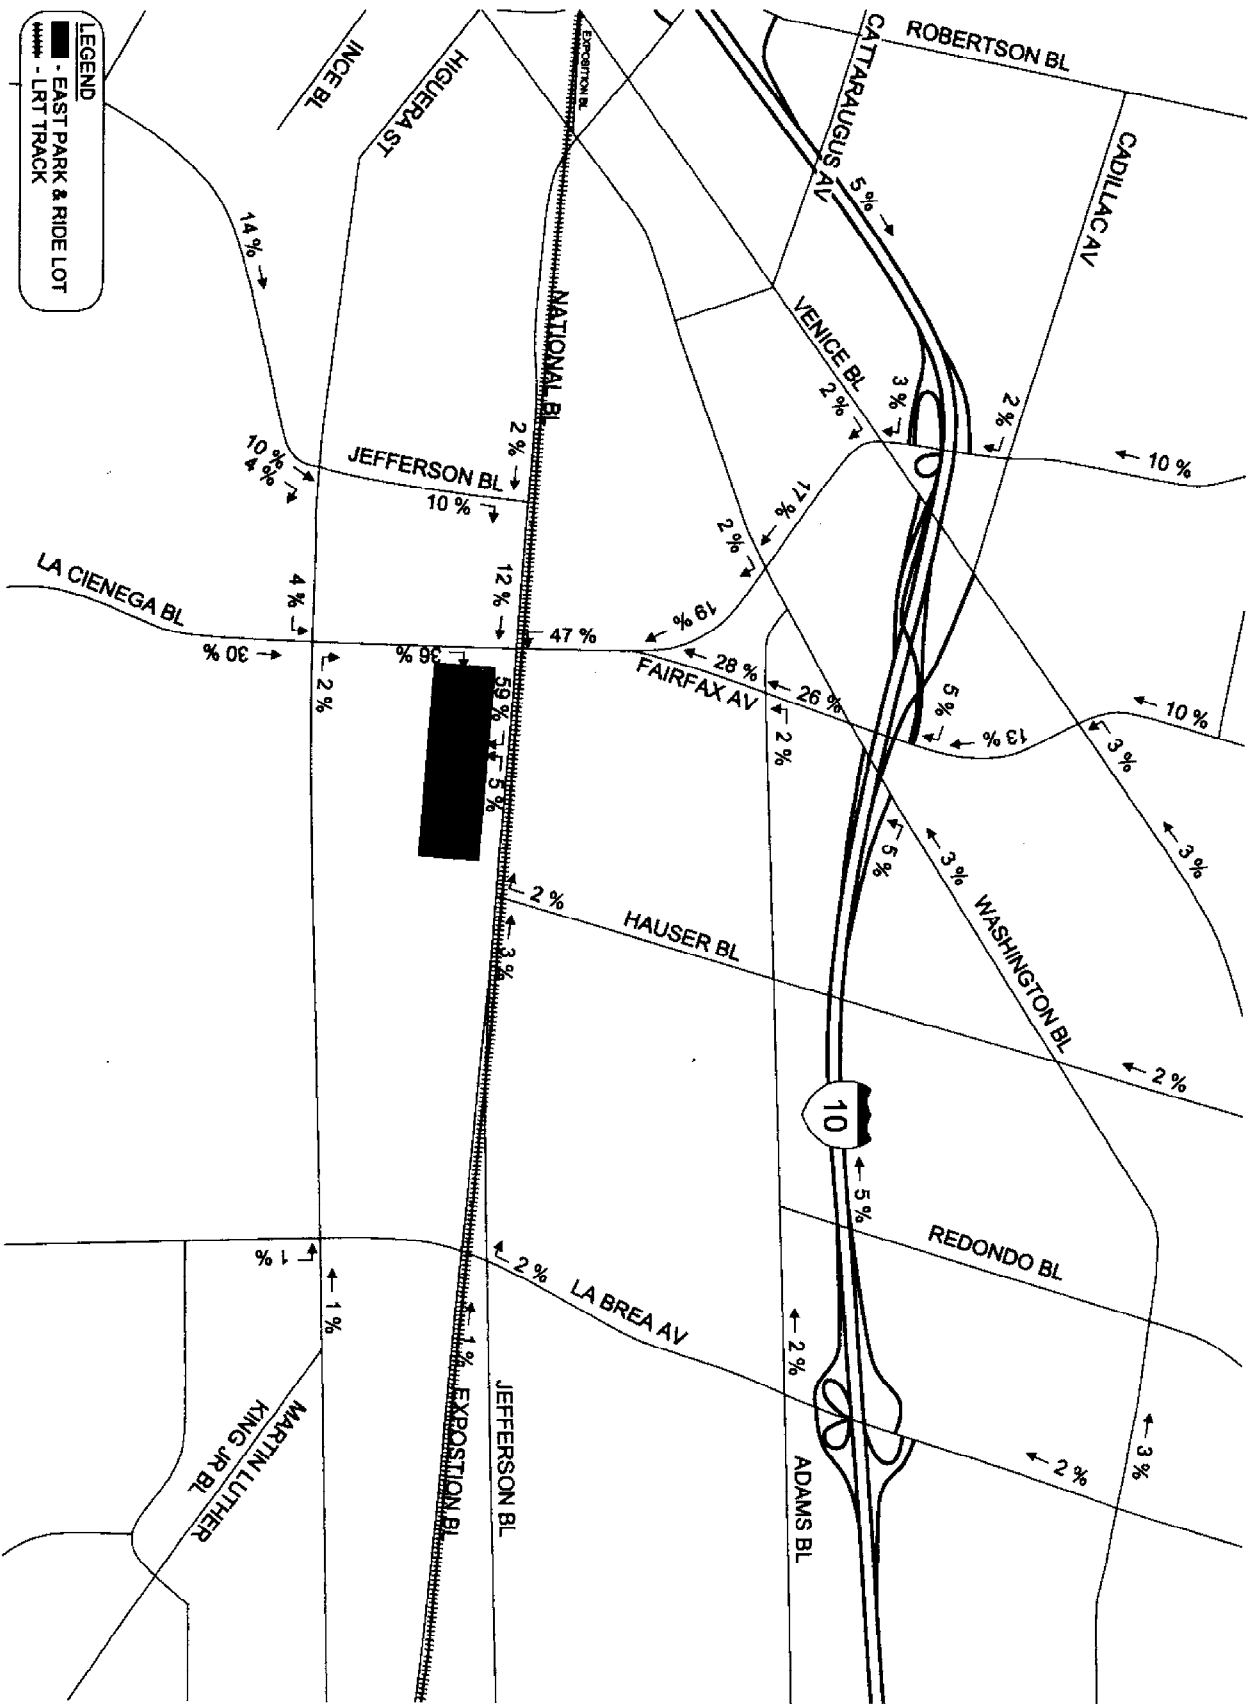 LEGEND
- EAST PARK & RIDE LOT
- LRT TRACK
INCE BL
HIGUERA ST
EXPOSITION BL
NATIONAL BL
CATTARAUGUS AV
ROBERTSON BL
CADILLAC AV
VENICE BL
5 %
14 %
10 %
4 %
JEFFERSON BL
2 %
10 %
12 %
4 %
LA CIENEGA BL
30 %
2 %
36 %
47 %
59 %
5 %
2 %
3 %
2 %
10 %
17 %
2 %
19 %
28 %
26 %
FAIRFAX AV
2 %
5 %
13 %
10 %
3 %
3 %
5 %
3 %
WASHINGTON BL
2 %
3 %
HAUSER BL
2 %
10
5 %
REDONDO BL
1 %
1 %
2 %
LA BREA AV
1 %
2 %
2 %
3 %
MARTIN LUTHER
KING JR BL
EXPOSTION BL
JEFFERSON BL
ADAMS BL